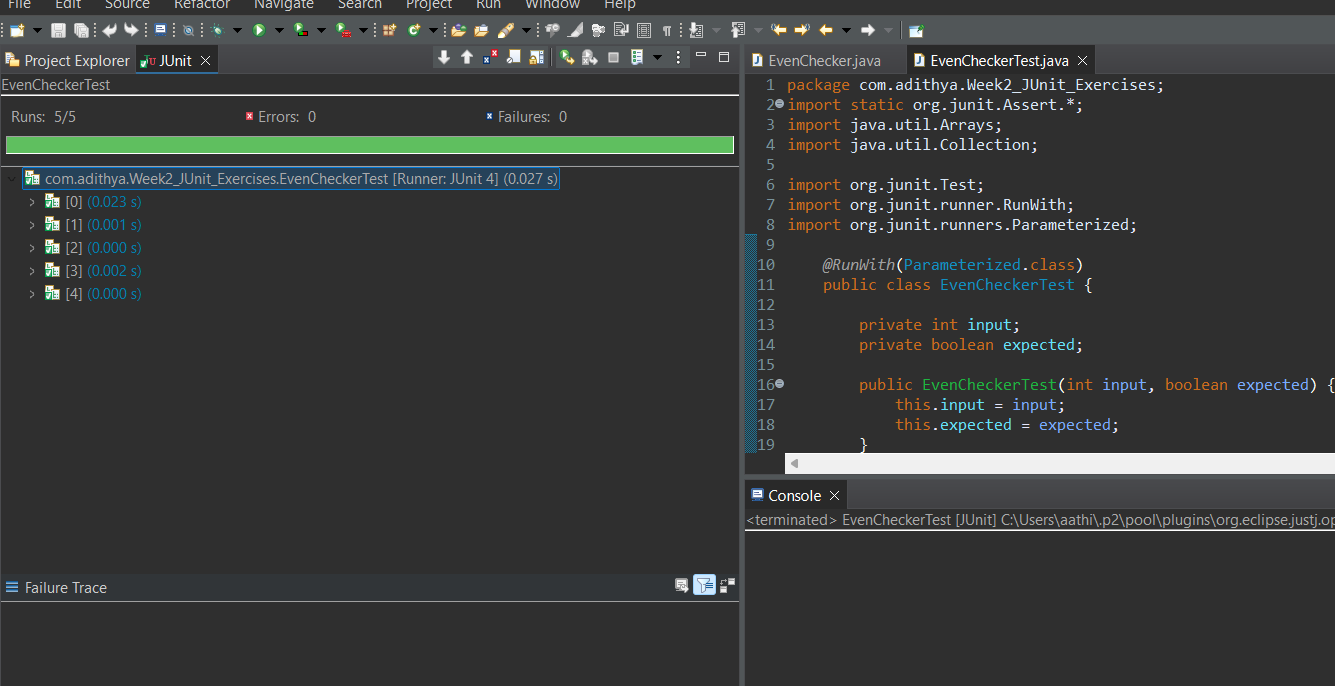 File Edit Source Refactor Navigate Search Project Run Window Help
Project Explorer JUnit
EvenCheckerTest
Runs: 5/5 Errors: 0 Failures: 0
com.adithya.Week2_JUnit_Exercises.EvenCheckerTest [Runner: JUnit 4] (0.027 s)
[0] (0.023 s)
[1] (0.001 s)
[2] (0.000 s)
[3] (0.002 s)
[4] (0.000 s)
Failure Trace
EvenChecker.java EvenCheckerTest.java
1 package com.adithya.Week2_JUnit_Exercises;
2 import static org.junit.Assert.*;
3 import java.util.Arrays;
4 import java.util.Collection;
5
6 import org.junit.Test;
7 import org.junit.runner.RunWith;
8 import org.junit.runners.Parameterized;
9
10 @RunWith(Parameterized.class)
11 public class EvenCheckerTest {
12
13 private int input;
14 private boolean expected;
15
16 public EvenCheckerTest(int input, boolean expected) {
17 this.input = input;
18 this.expected = expected;
19 }
Console
<terminated> EvenCheckerTest [JUnit] C:\Users\aathi\.p2\pool\plugins\org.eclipse.justj.op